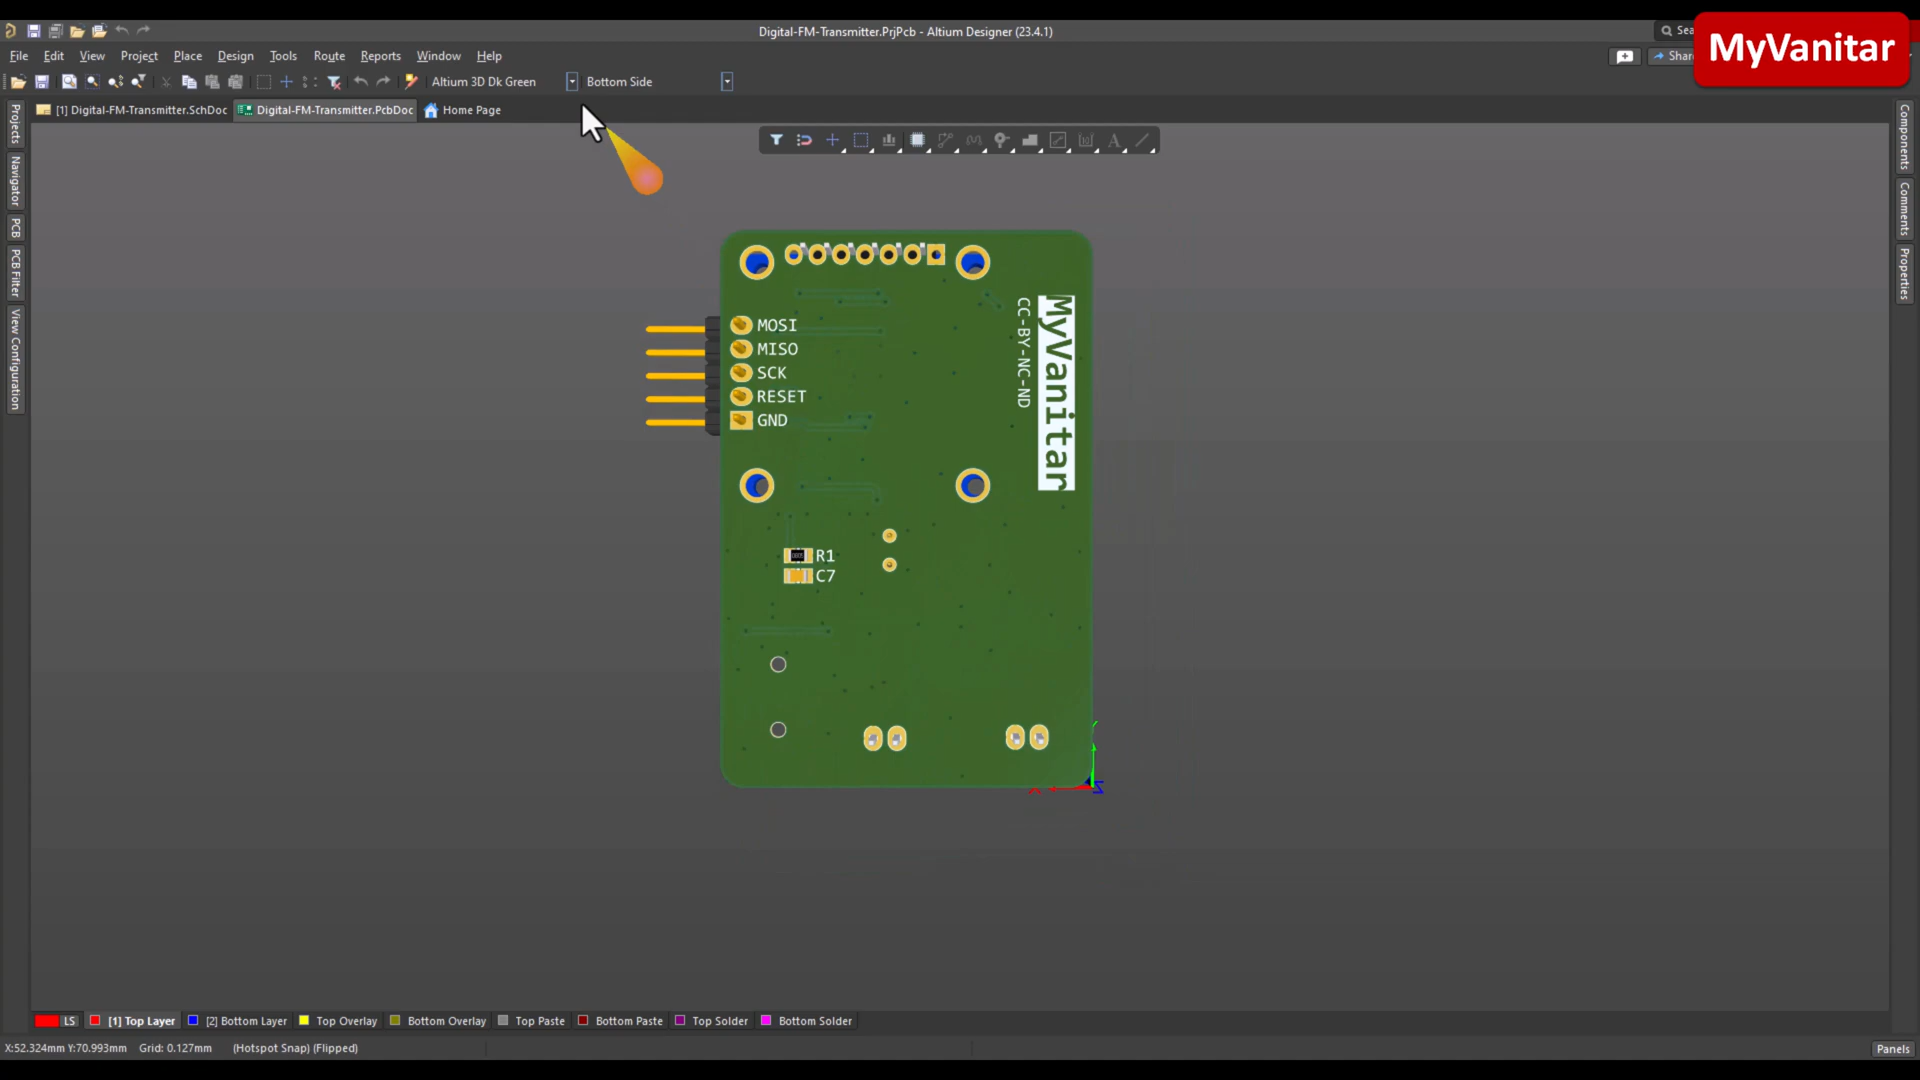 Digital-FM-Transmitter.PrjPcb - Altium Designer (23.4.1)
Sea
MyVanitar
File Edit View Project Place Design Tools Route Reports Window Help
Share
Altium 3D Dk Green
Bottom Side
[1] Digital-FM-Transmitter.SchDoc
Digital-FM-Transmitter.PcbDoc
Home Page
Projects
Navigator
PCB
PCB Filter
View Configuration
Components
Comments
Properties
MOSI
MISO
SCK
RESET
GND
CC-BY-NC-ND
MyVanitar
R1
C7
X
Z
LS [1] Top Layer [2] Bottom Layer Top Overlay Bottom Overlay Top Paste Bottom Paste Top Solder Bottom Solder
X:52.324mm Y:70.993mm Grid: 0.127mm (Hotspot Snap) (Flipped)
Panels